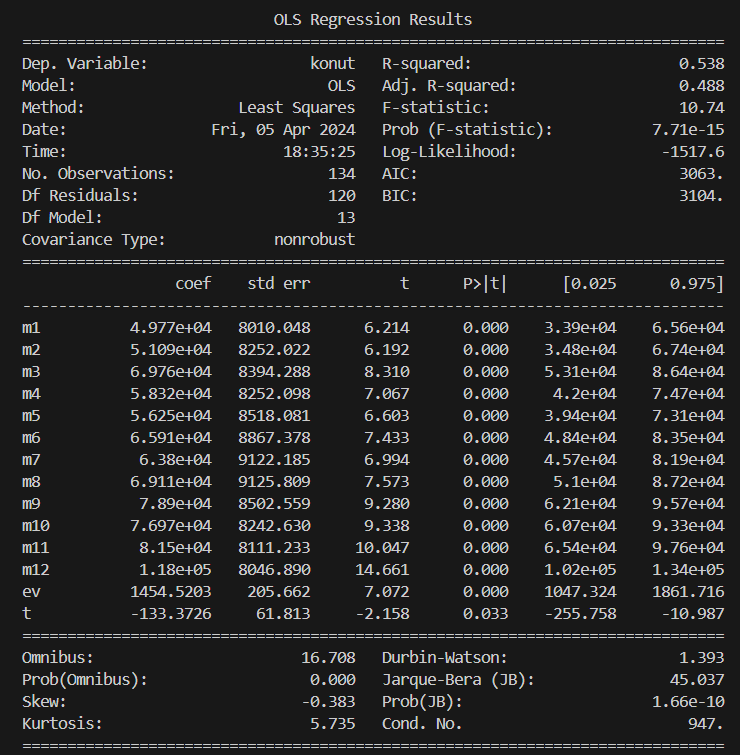 OLS Regression Results
==============================================================================
Dep. Variable: konut R-squared: 0.538
Model: OLS Adj. R-squared: 0.488
Method: Least Squares F-statistic: 10.74
Date: Fri, 05 Apr 2024 Prob (F-statistic): 7.71e-15
Time: 18:35:25 Log-Likelihood: -1517.6
No. Observations: 134 AIC: 3063.
Df Residuals: 120 BIC: 3104.
Df Model: 13
Covariance Type: nonrobust
==============================================================================
coef std err t P>|t| [0.025 0.975]
------------------------------------------------------------------------------
m1 4.977e+04 8010.048 6.214 0.000 3.39e+04 6.56e+04
m2 5.109e+04 8252.022 6.192 0.000 3.48e+04 6.74e+04
m3 6.976e+04 8394.288 8.310 0.000 5.31e+04 8.64e+04
m4 5.832e+04 8252.098 7.067 0.000 4.2e+04 7.47e+04
m5 5.625e+04 8518.081 6.603 0.000 3.94e+04 7.31e+04
m6 6.591e+04 8867.378 7.433 0.000 4.84e+04 8.35e+04
m7 6.38e+04 9122.185 6.994 0.000 4.57e+04 8.19e+04
m8 6.911e+04 9125.809 7.573 0.000 5.1e+04 8.72e+04
m9 7.89e+04 8502.559 9.280 0.000 6.21e+04 9.57e+04
m10 7.697e+04 8242.630 9.338 0.000 6.07e+04 9.33e+04
m11 8.15e+04 8111.233 10.047 0.000 6.54e+04 9.76e+04
m12 1.18e+05 8046.890 14.661 0.000 1.02e+05 1.34e+05
ev 1454.5203 205.662 7.072 0.000 1047.324 1861.716
t -133.3726 61.813 -2.158 0.033 -255.758 -10.987
==============================================================================
Omnibus: 16.708 Durbin-Watson: 1.393
Prob(Omnibus): 0.000 Jarque-Bera (JB): 45.037
Skew: -0.383 Prob(JB): 1.66e-10
Kurtosis: 5.735 Cond. No. 947.
==============================================================================